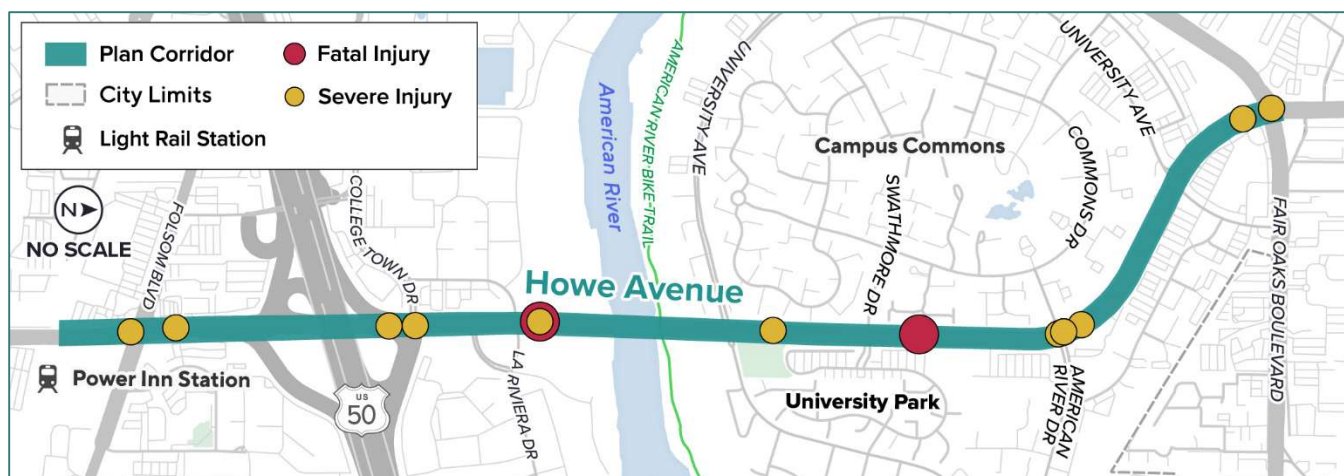 Plan Corridor
Fatal Injury
City Limits
Severe Injury
Light Rail Station
N
NO SCALE
FOLSOM BLVD
COLLEGE TOWN DR
US
50
Power Inn Station
LA RIVIERA DR
American River
AMERICAN RIVER BIKE TRAIL
UNIVERSITY AVE
Howe Avenue
Campus Commons
SWATHMORE DR
COMMONS DR
UNIVERSITY AVE
University Park
AMERICAN
RIVER DR
FAIR OAKS BOULEVARD